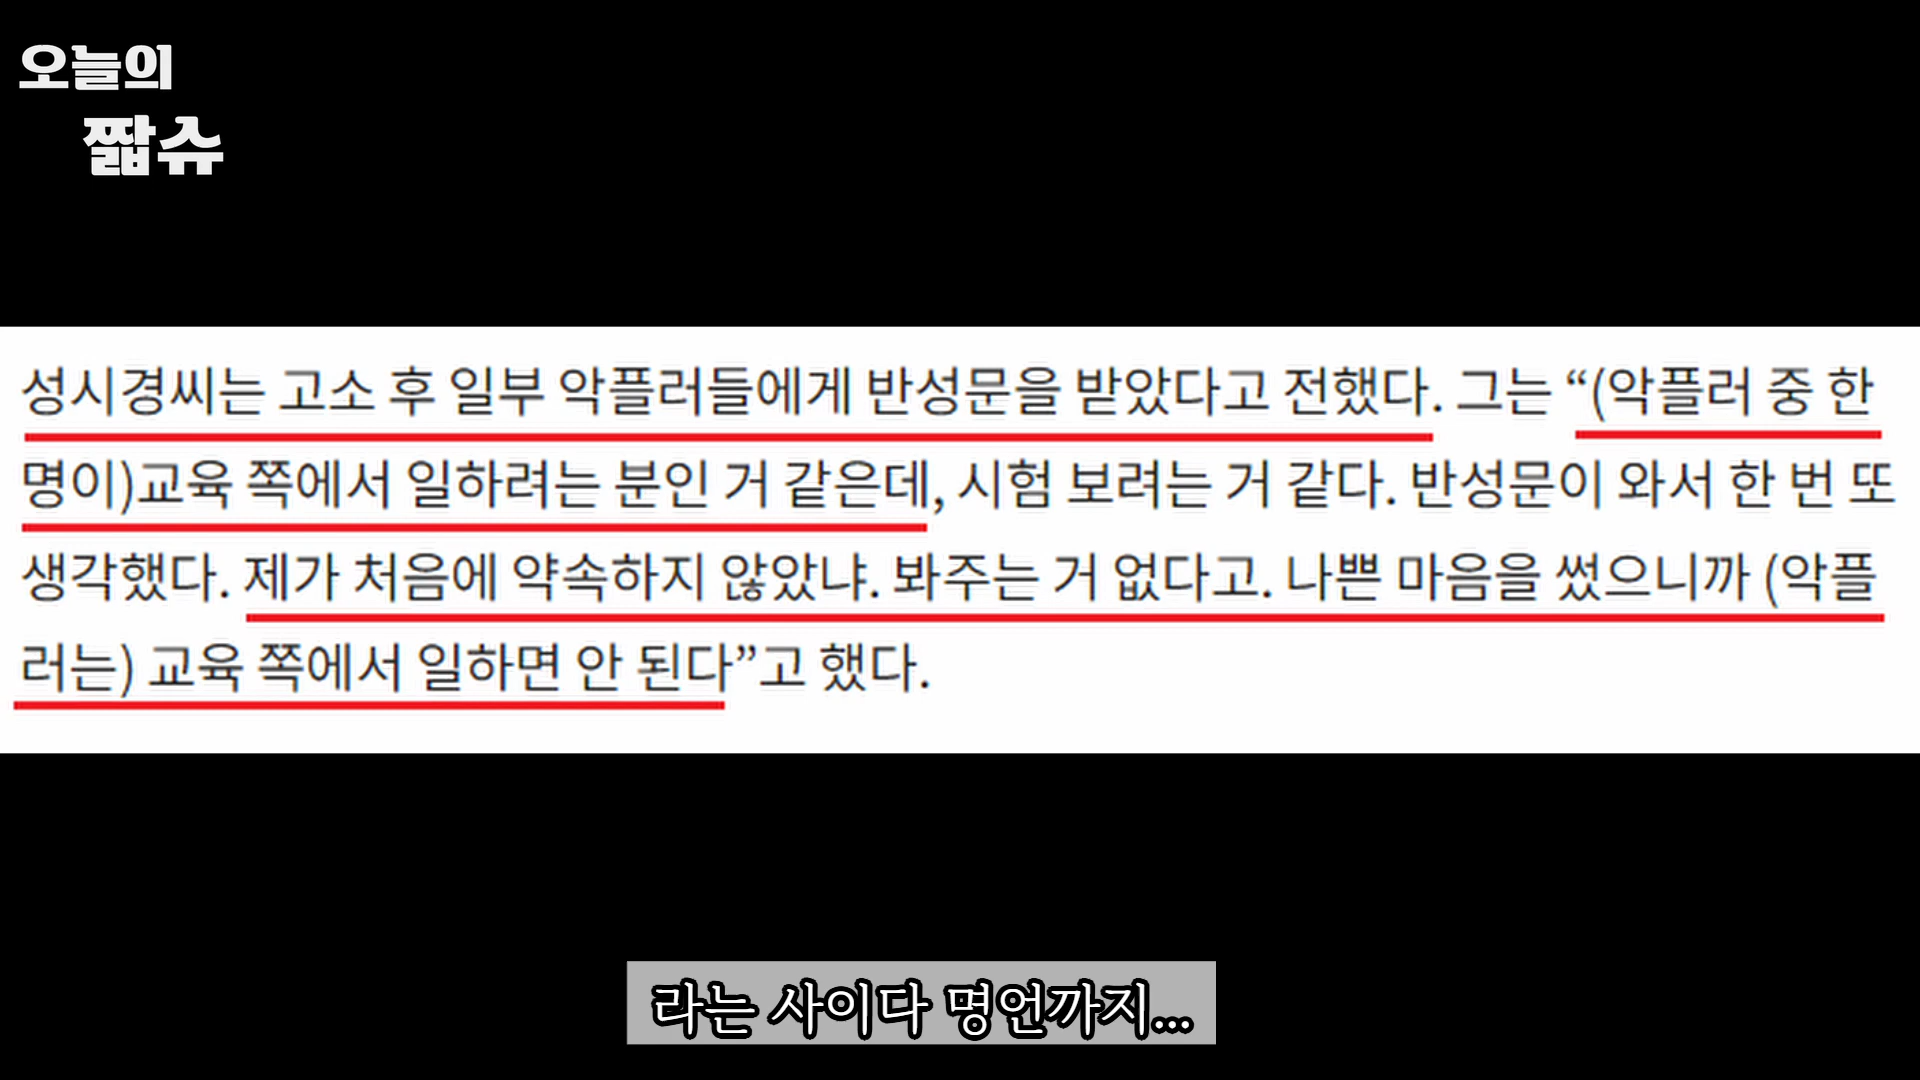 오늘의
짧슈
성시경씨는 고소 후 일부 악플러들에게 반성문을 받았다고 전했다. 그는 “(악플러 중 한
명이)교육 쪽에서 일하려는 분인 거 같은데, 시험 보려는 거 같다. 반성문이 와서 한 번 또
생각했다. 제가 처음에 약속하지 않았냐. 봐주는 거 없다고. 나쁜 마음을 썼으니까 (악플
러는) 교육 쪽에서 일하면 안 된다”고 했다.
라는 사이다 명언까지...